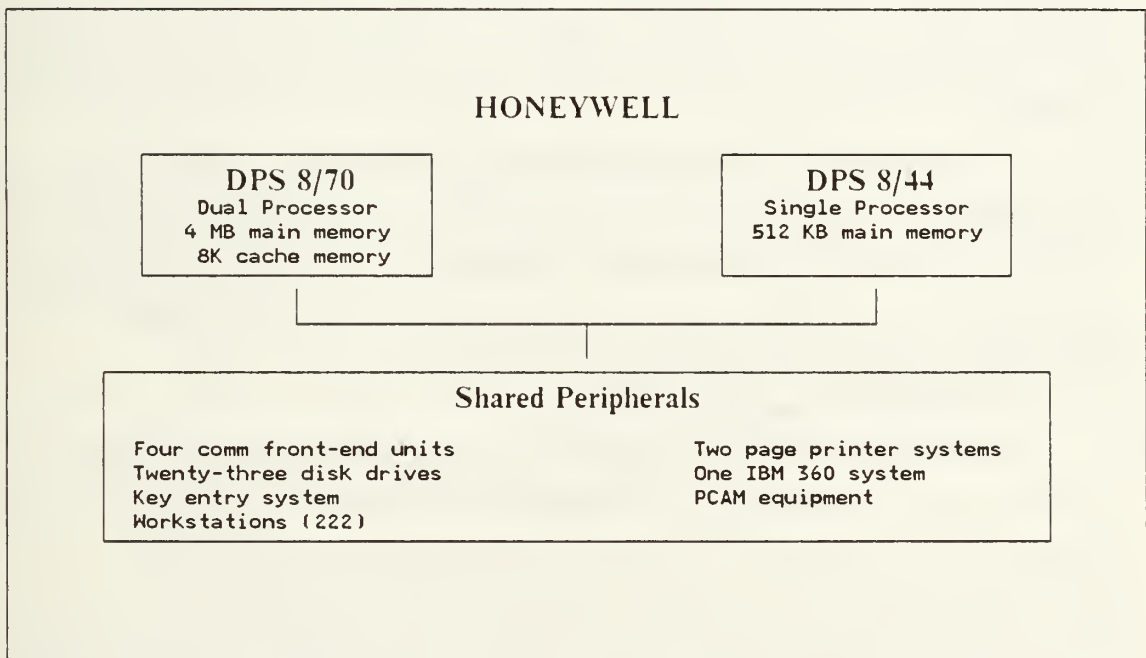 HONEYWELL
DPS 8/70
Dual Processor
4 MB main memory
8K cache memory
DPS 8/44
Single Processor
512 KB main memory
Shared Peripherals
Four comm front-end units
Twenty-three disk drives
Key entry system
Workstations (222)
Two page printer systems
One IBM 360 system
PCAM equipment